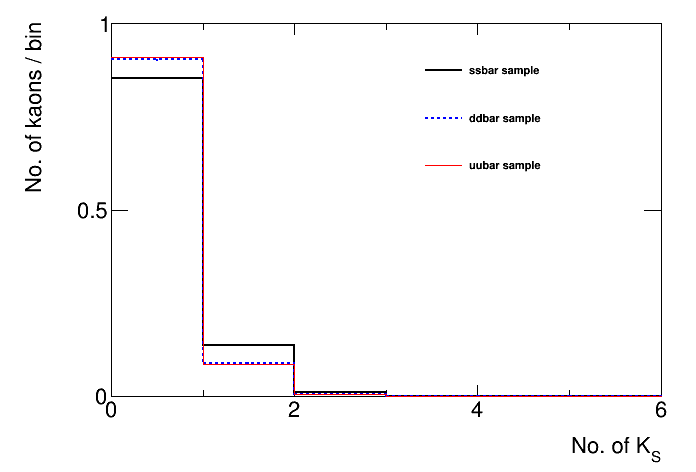 No. of kaons / bin
1
0.5
0
ssbar sample
ddbar sample
uubar sample
0 2 4 6
No. of K_S